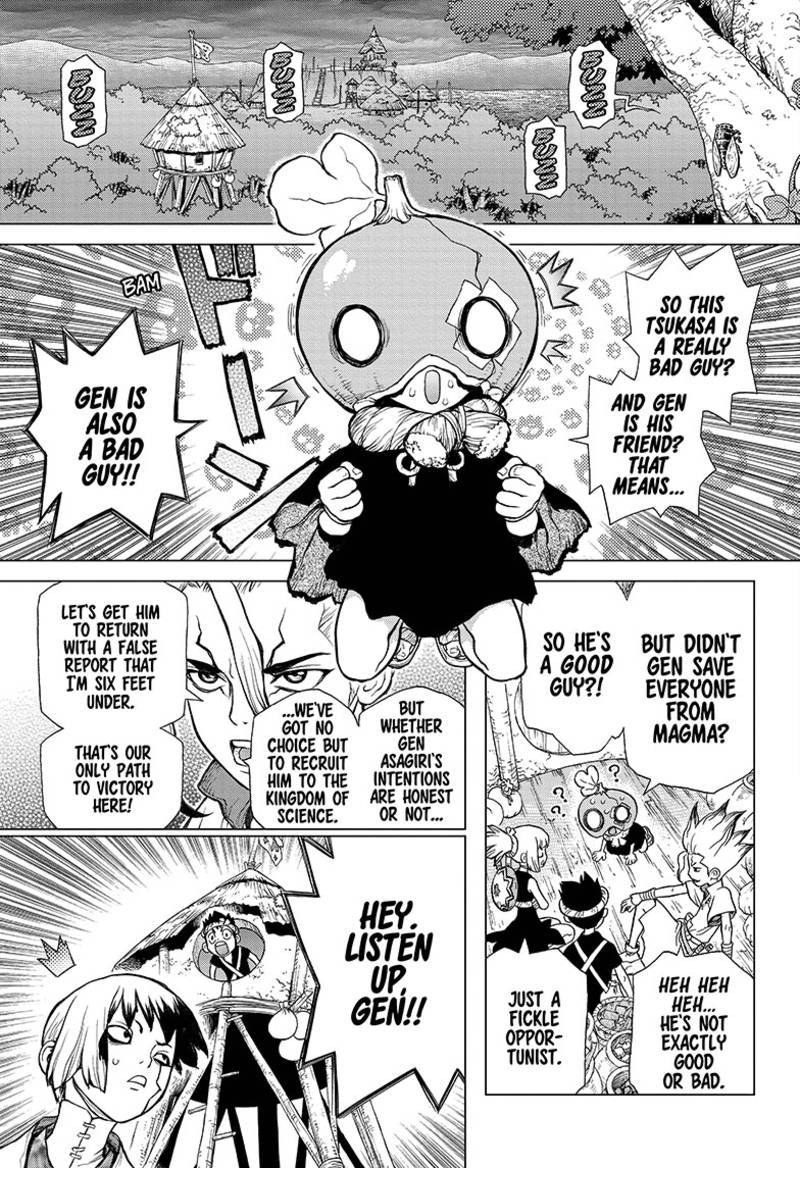 SO THIS
TSUKASA IS
A REALLY
BAD GUY?
AND GEN
IS HIS
FRIEND?
THAT
MEANS...
BAM
GEN IS
ALSO
A BAD
GUY!!
BUT DIDN'T
GEN SAVE
EVERYONE
FROM
MAGMA?
SO HE'S
A GOOD
GUY?!
? ?
?
HEH HEH
HEH...
HE'S NOT
EXACTLY
GOOD
OR BAD.
JUST A
FICKLE
OPPOR-
TUNIST.
BUT
WHETHER
GEN
ASAGIRI'S
INTENTIONS
ARE HONEST
OR NOT...
...WE'VE
GOT NO
CHOICE BUT
TO RECRUIT
HIM TO THE
KINGDOM OF
SCIENCE.
LET'S GET HIM
TO RETURN
WITH A FALSE
REPORT THAT
I'M SIX FEET
UNDER.
THAT'S OUR
ONLY PATH
TO VICTORY
HERE!
HEY.
LISTEN
UP,
GEN!!